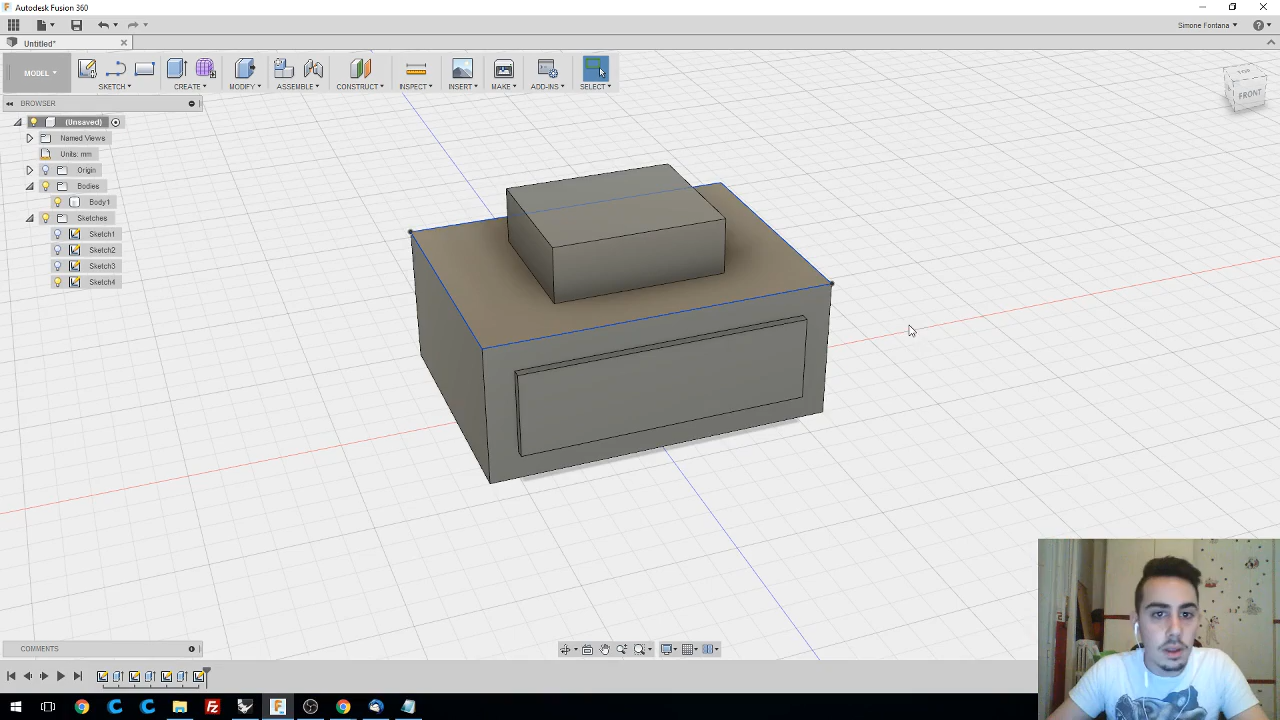 Autodesk Fusion 360
Simone Fontana
Untitled*
MODEL
SKETCH
CREATE
MODIFY
ASSEMBLE
CONSTRUCT
INSPECT
INSERT
MAKE
ADD-INS
SELECT
TOP
FRONT
BROWSER
(Unsaved)
Named Views
Units: mm
Origin
Bodies
Body1
Sketches
Sketch1
Sketch2
Sketch3
Sketch4
COMMENTS